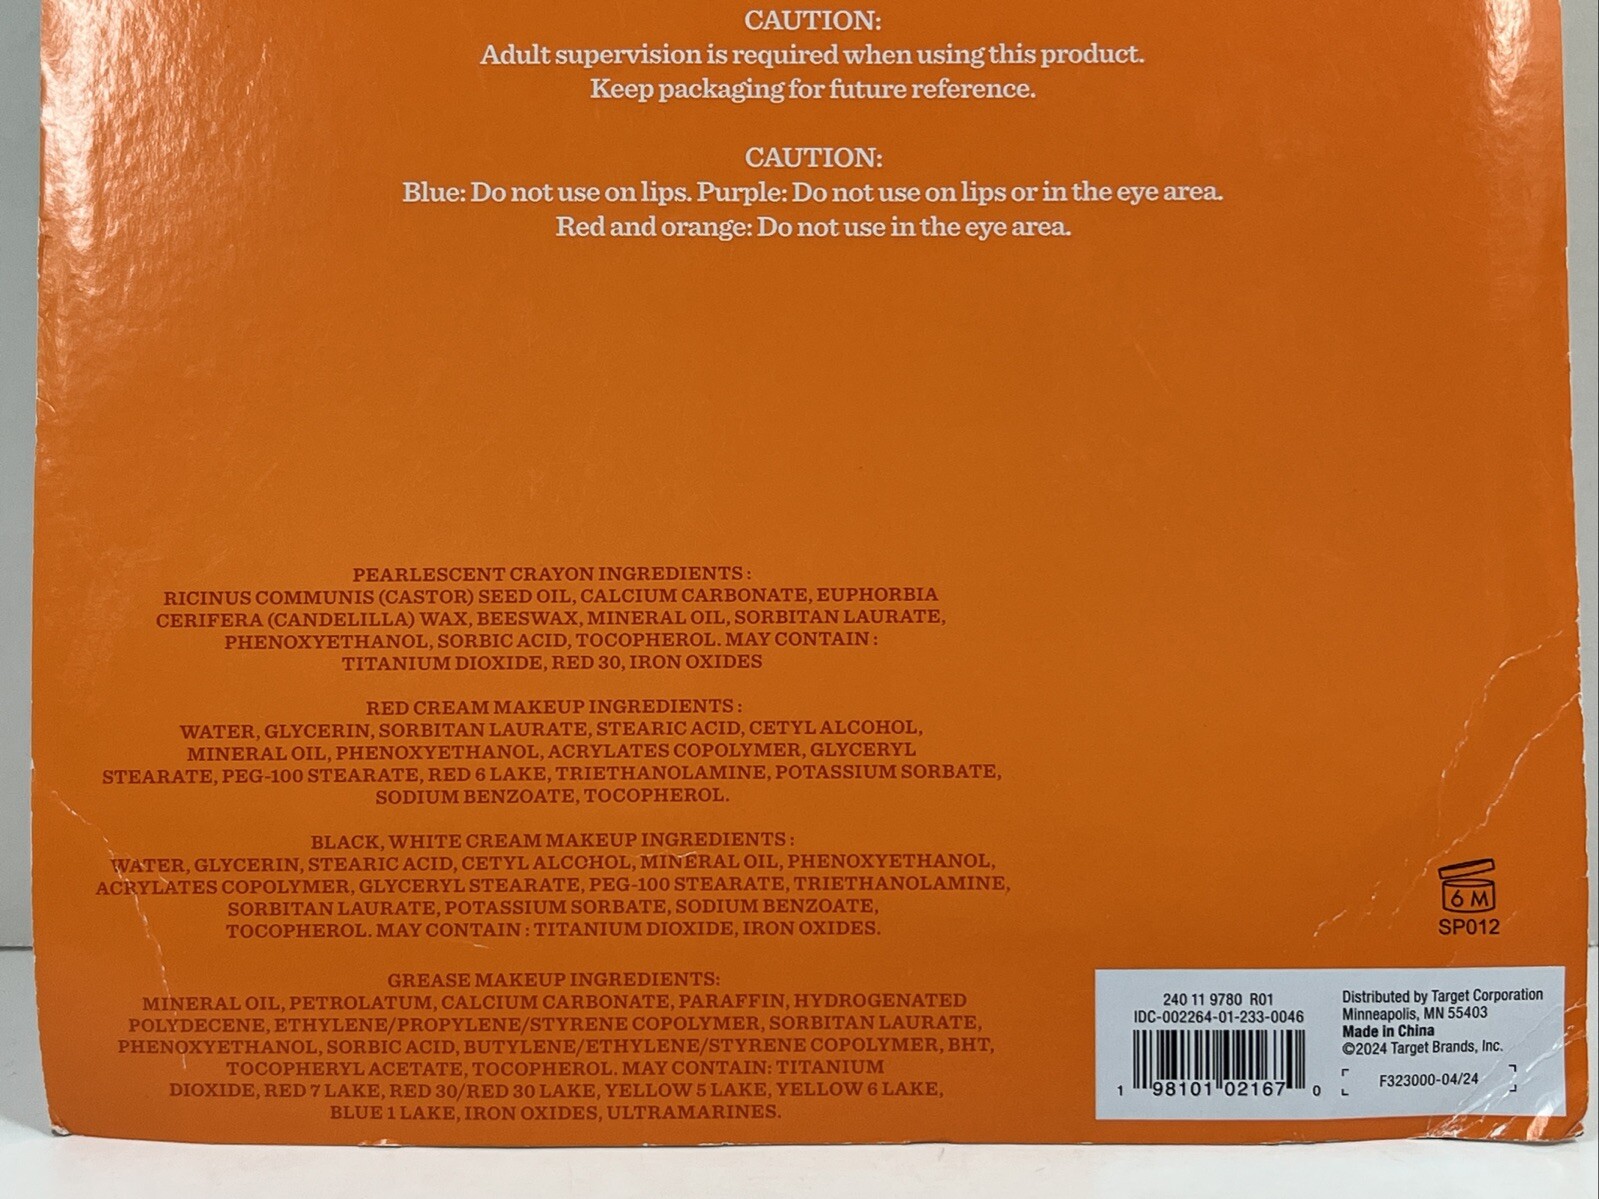 CAUTION:
Adult supervision is required when using this product.
Keep packaging for future reference.
CAUTION:
Blue: Do not use on lips. Purple: Do not use on lips or in the eye area.
Red and orange: Do not use in the eye area.
PEARLESCENT CRAYON INGREDIENTS :
RICINUS COMMUNIS (CASTOR) SEED OIL, CALCIUM CARBONATE, EUPHORBIA
CERIFERA (CANDELILLA) WAX, BEESWAX, MINERAL OIL, SORBITAN LAURATE,
PHENOXYETHANOL, SORBIC ACID, TOCOPHEROL. MAY CONTAIN :
TITANIUM DIOXIDE, RED 30, IRON OXIDES
RED CREAM MAKEUP INGREDIENTS :
WATER, GLYCERIN, SORBITAN LAURATE, STEARIC ACID, CETYL ALCOHOL,
MINERAL OIL, PHENOXYETHANOL, ACRYLATES COPOLYMER, GLYCERYL
STEARATE, PEG-100 STEARATE, RED 6 LAKE, TRIETHANOLAMINE, POTASSIUM SORBATE,
SODIUM BENZOATE, TOCOPHEROL.
BLACK, WHITE CREAM MAKEUP INGREDIENTS :
WATER, GLYCERIN, STEARIC ACID, CETYL ALCOHOL, MINERAL OIL, PHENOXYETHANOL,
ACRYLATES COPOLYMER, GLYCERYL STEARATE, PEG-100 STEARATE, TRIETHANOLAMINE,
SORBITAN LAURATE, POTASSIUM SORBATE, SODIUM BENZOATE,
TOCOPHEROL. MAY CONTAIN : TITANIUM DIOXIDE, IRON OXIDES.
GREASE MAKEUP INGREDIENTS:
MINERAL OIL, PETROLATUM, CALCIUM CARBONATE, PARAFFIN, HYDROGENATED
POLYDECENE, ETHYLENE/PROPYLENE/STYRENE COPOLYMER, SORBITAN LAURATE,
PHENOXYETHANOL, SORBIC ACID, BUTYLENE/ETHYLENE/STYRENE COPOLYMER, BHT,
TOCOPHERYL ACETATE, TOCOPHEROL. MAY CONTAIN: TITANIUM
DIOXIDE, RED 7 LAKE, RED 30/RED 30 LAKE, YELLOW 5 LAKE, YELLOW 6 LAKE,
BLUE 1 LAKE, IRON OXIDES, ULTRAMARINES.
6 M
SP012
240 11 9780 R01
IDC-002264-01-233-0046
1 98101 02167 0
Distributed by Target Corporation
Minneapolis, MN 55403
Made in China
©2024 Target Brands, Inc.
F323000-04/24